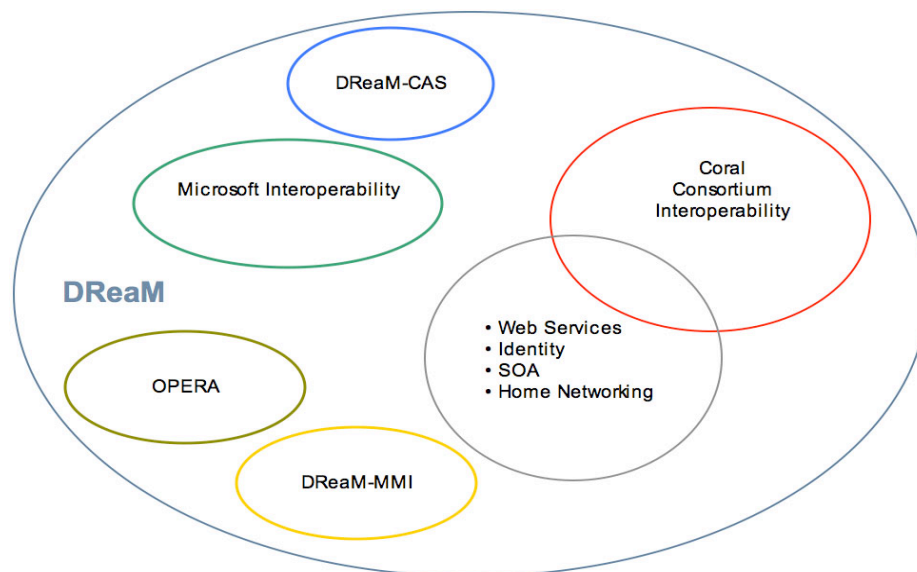 DReaM-CAS
Microsoft Interoperability
Coral
Consortium
Interoperability
DReaM
• Web Services
• Identity
• SOA
• Home Networking
OPERA
DReaM-MMI